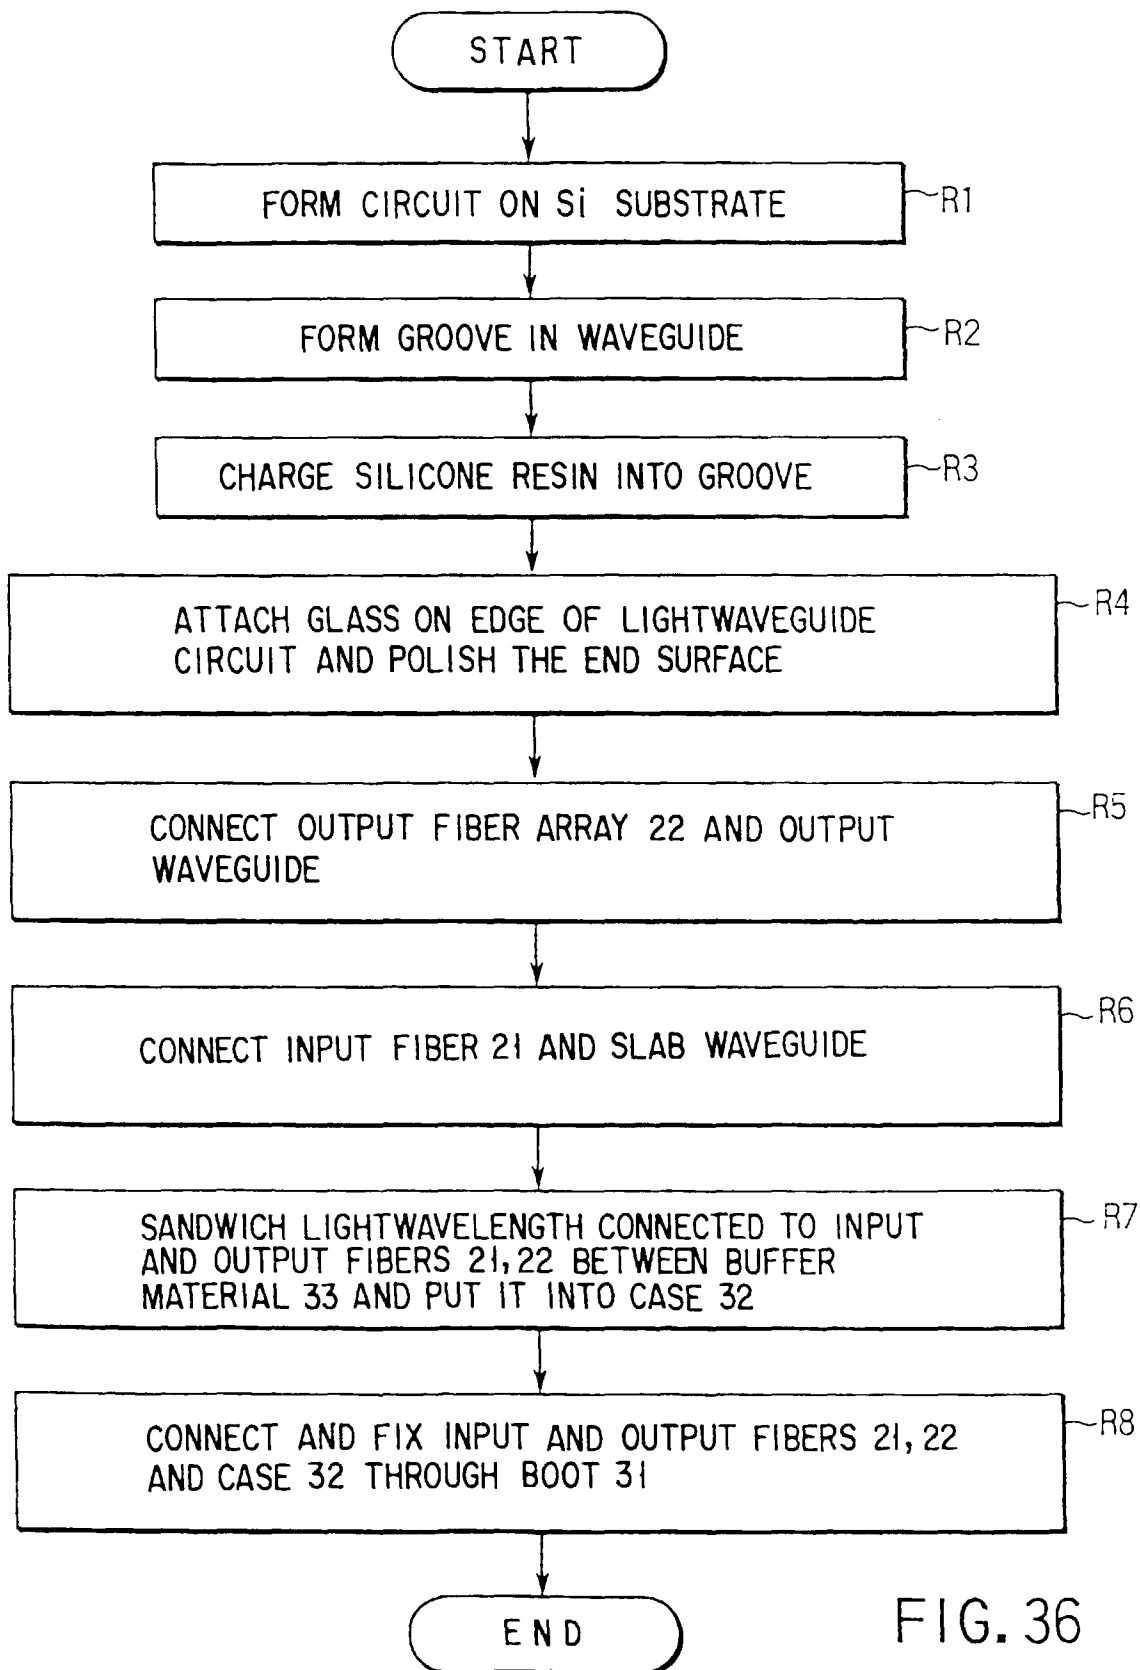 START
FORM CIRCUIT ON Si SUBSTRATE
R1
FORM GROOVE IN WAVEGUIDE
R2
CHARGE SILICONE RESIN INTO GROOVE
R3
ATTACH GLASS ON EDGE OF LIGHTWAVEGUIDE
CIRCUIT AND POLISH THE END SURFACE
R4
CONNECT OUTPUT FIBER ARRAY 22 AND OUTPUT
WAVEGUIDE
R5
CONNECT INPUT FIBER 21 AND SLAB WAVEGUIDE
R6
SANDWICH LIGHTWAVELENGTH CONNECTED TO INPUT
AND OUTPUT FIBERS 21, 22 BETWEEN BUFFER
MATERIAL 33 AND PUT IT INTO CASE 32
R7
CONNECT AND FIX INPUT AND OUTPUT FIBERS 21, 22
AND CASE 32 THROUGH BOOT 31
R8
END
FIG. 36